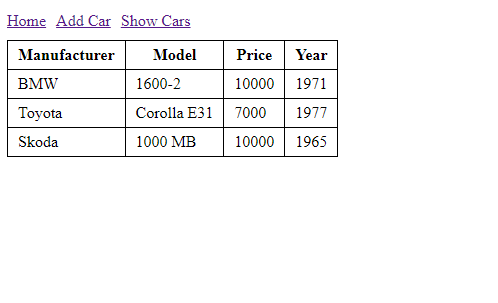 Home Add Car Show Cars
Manufacturer Model Price Year
BMW 1600-2 10000 1971
Toyota Corolla E31 7000 1977
Skoda 1000 MB 10000 1965